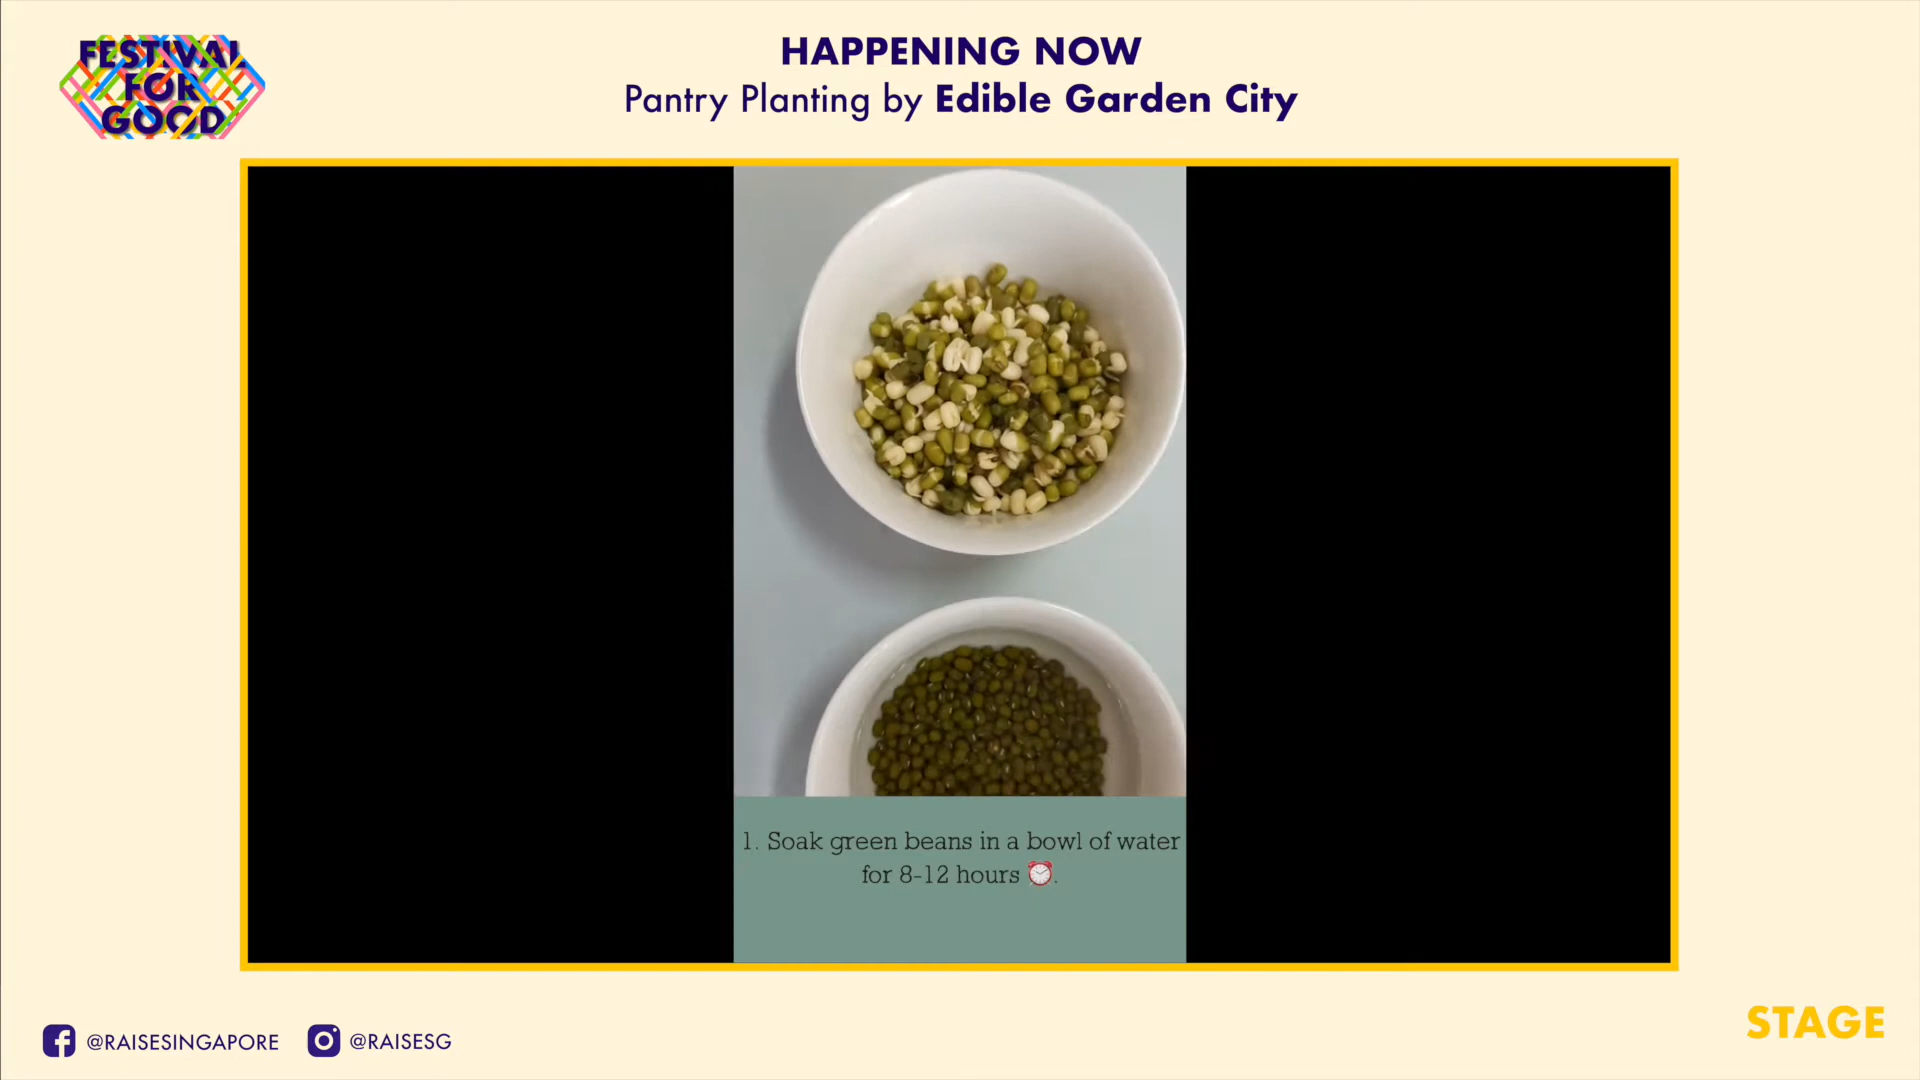 FESTIVAL
FOR
GOOD
HAPPENING NOW
Pantry Planting by Edible Garden City
1. Soak green beans in a bowl of water
for 8-12 hours ⏰.
@RAISESINGAPORE
@RAISESG
STAGE